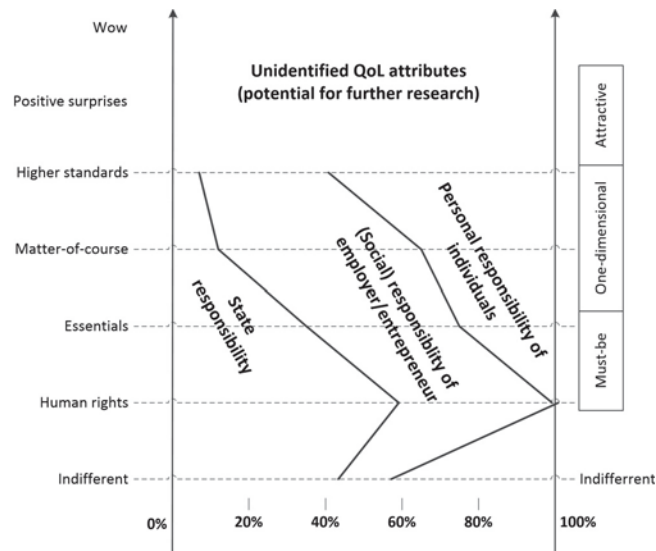 Wow
Unidentified QoL attributes
(potential for further research)
Positive surprises
Attractive
Higher standards
Matter-of-course
Essentials
Human rights
Indifferent
State
responsibility
(Social) responsiblity of
employer/entrepreneur
Personal responsibility of
individuals
One-dimensional
Must-be
Indifferrent
0%
20%
40%
60%
80%
100%